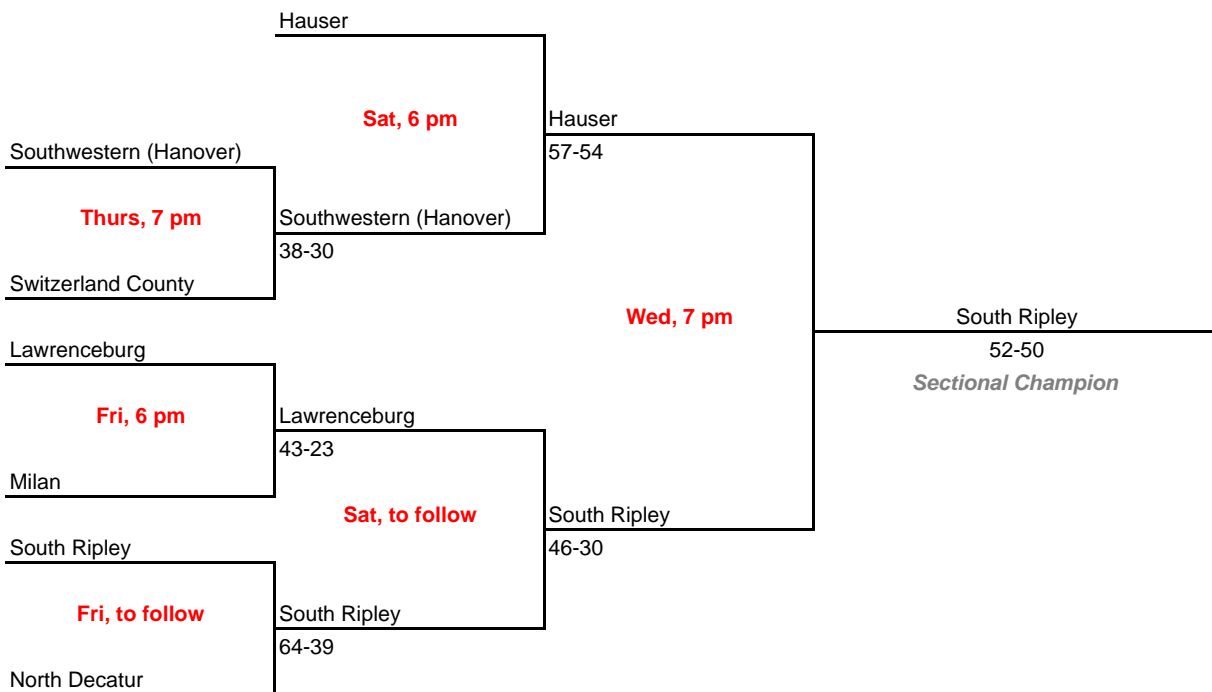 Hauser
Sat, 6 pm
Hauser
Southwestern (Hanover)
57-54
Thurs, 7 pm
Southwestern (Hanover)
38-30
Switzerland County
Wed, 7 pm
South Ripley
Lawrenceburg
52-50
Sectional Champion
Fri, 6 pm
Lawrenceburg
43-23
Milan
Sat, to follow
South Ripley
South Ripley
46-30
Fri, to follow
South Ripley
64-39
North Decatur